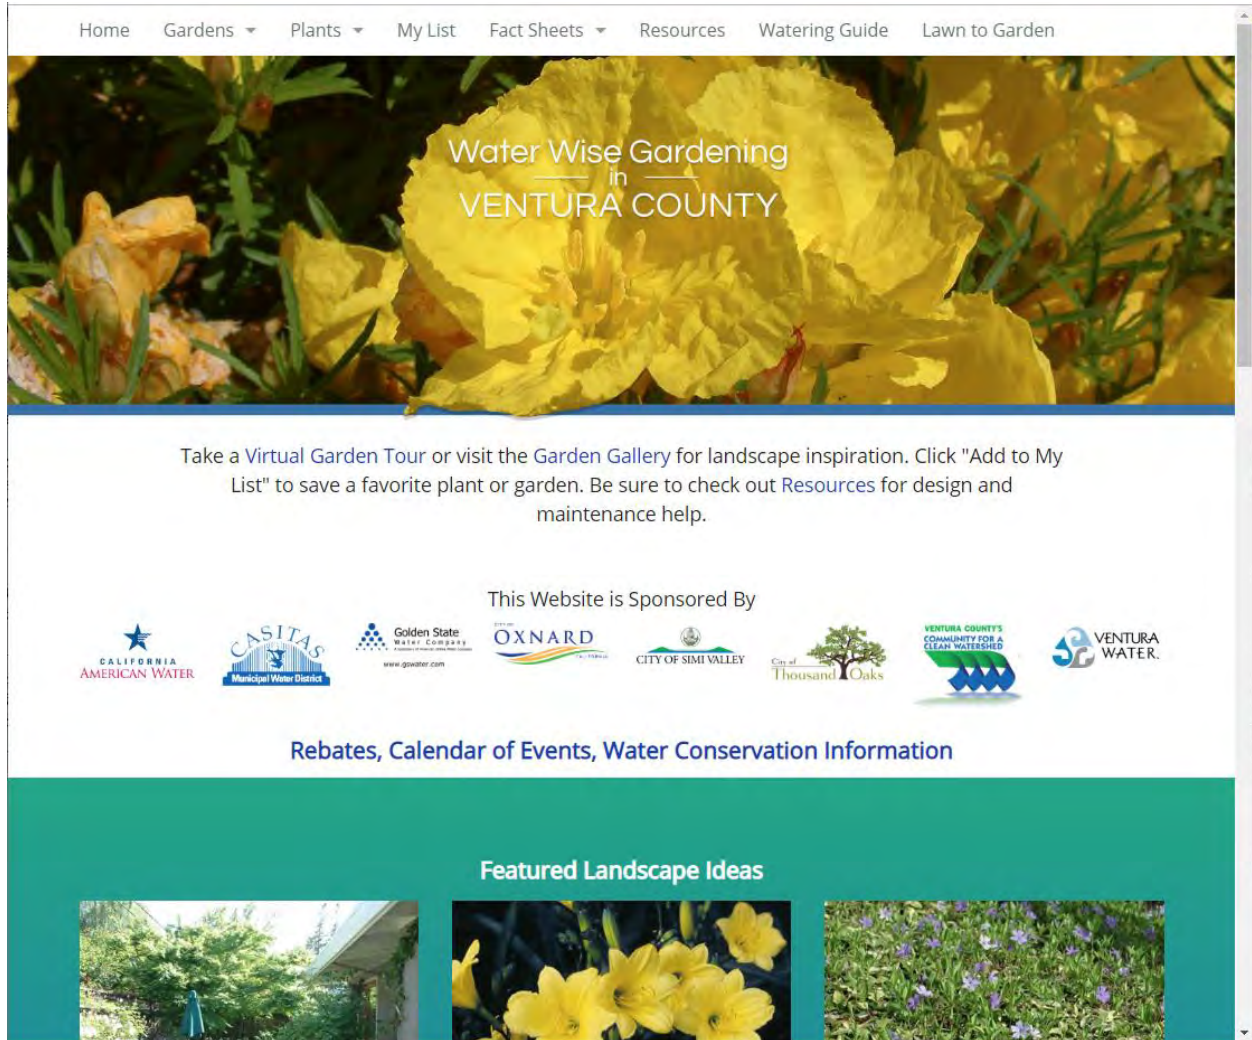 Home Gardens Plants My List Fact Sheets Resources Watering Guide Lawn to Garden
Water Wise Gardening
in
VENTURA COUNTY
Take a Virtual Garden Tour or visit the Garden Gallery for landscape inspiration. Click "Add to My
List" to save a favorite plant or garden. Be sure to check out Resources for design and
maintenance help.
This Website is Sponsored By
CALIFORNIA
AMERICAN WATER
CASITAS
Municipal Water District
Golden State
Water Company
www.gswater.com
OXNARD
CITY OF SIMI VALLEY
City of
Thousand Oaks
VENTURA COUNTY'S
COMMUNITY FOR A
CLEAN WATERSHED
VENTURA
WATER.
Rebates, Calendar of Events, Water Conservation Information
Featured Landscape Ideas